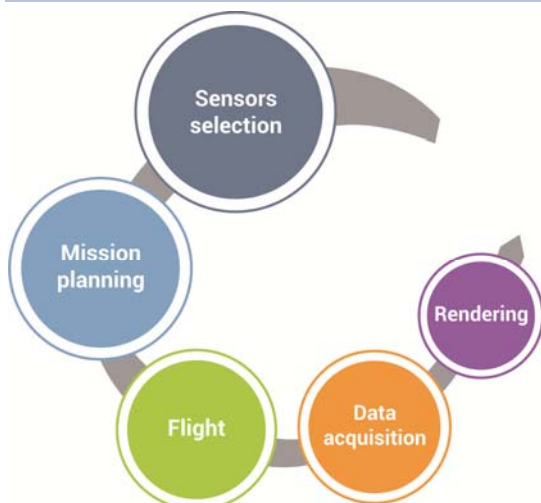 Sensors
selection
Mission
planning
Flight
Data
acquisition
Rendering